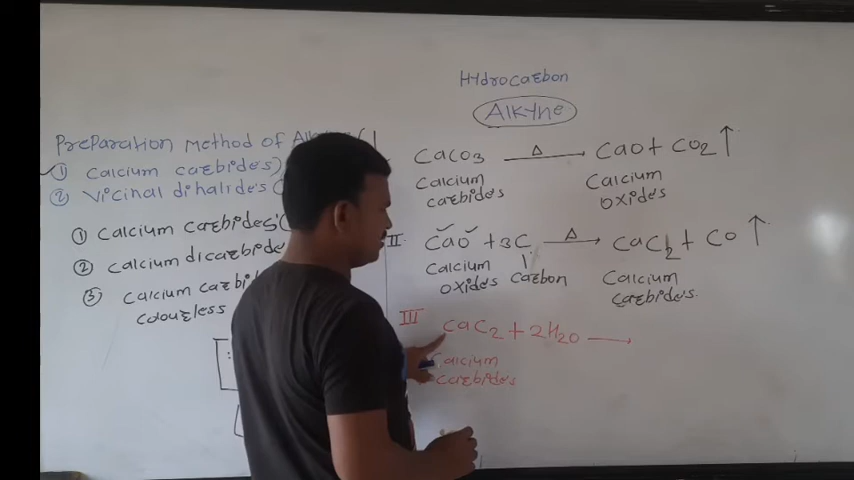 Hydrocarbon
Alkyne
Preparation method of
① calcium carbides)
② vicinal dihalides (
① calcium carbides
② calcium dicarbide
③ calcium carbi
colourless
CaCO3 —Δ→ CaO + CO2 ↑
calcium carbides
calcium oxides
II CaO + 3C —Δ→ CaC2 + CO ↑
calcium oxides
carbon
calcium carbides.
III CaC2 + 2H2O →
calcium carbides